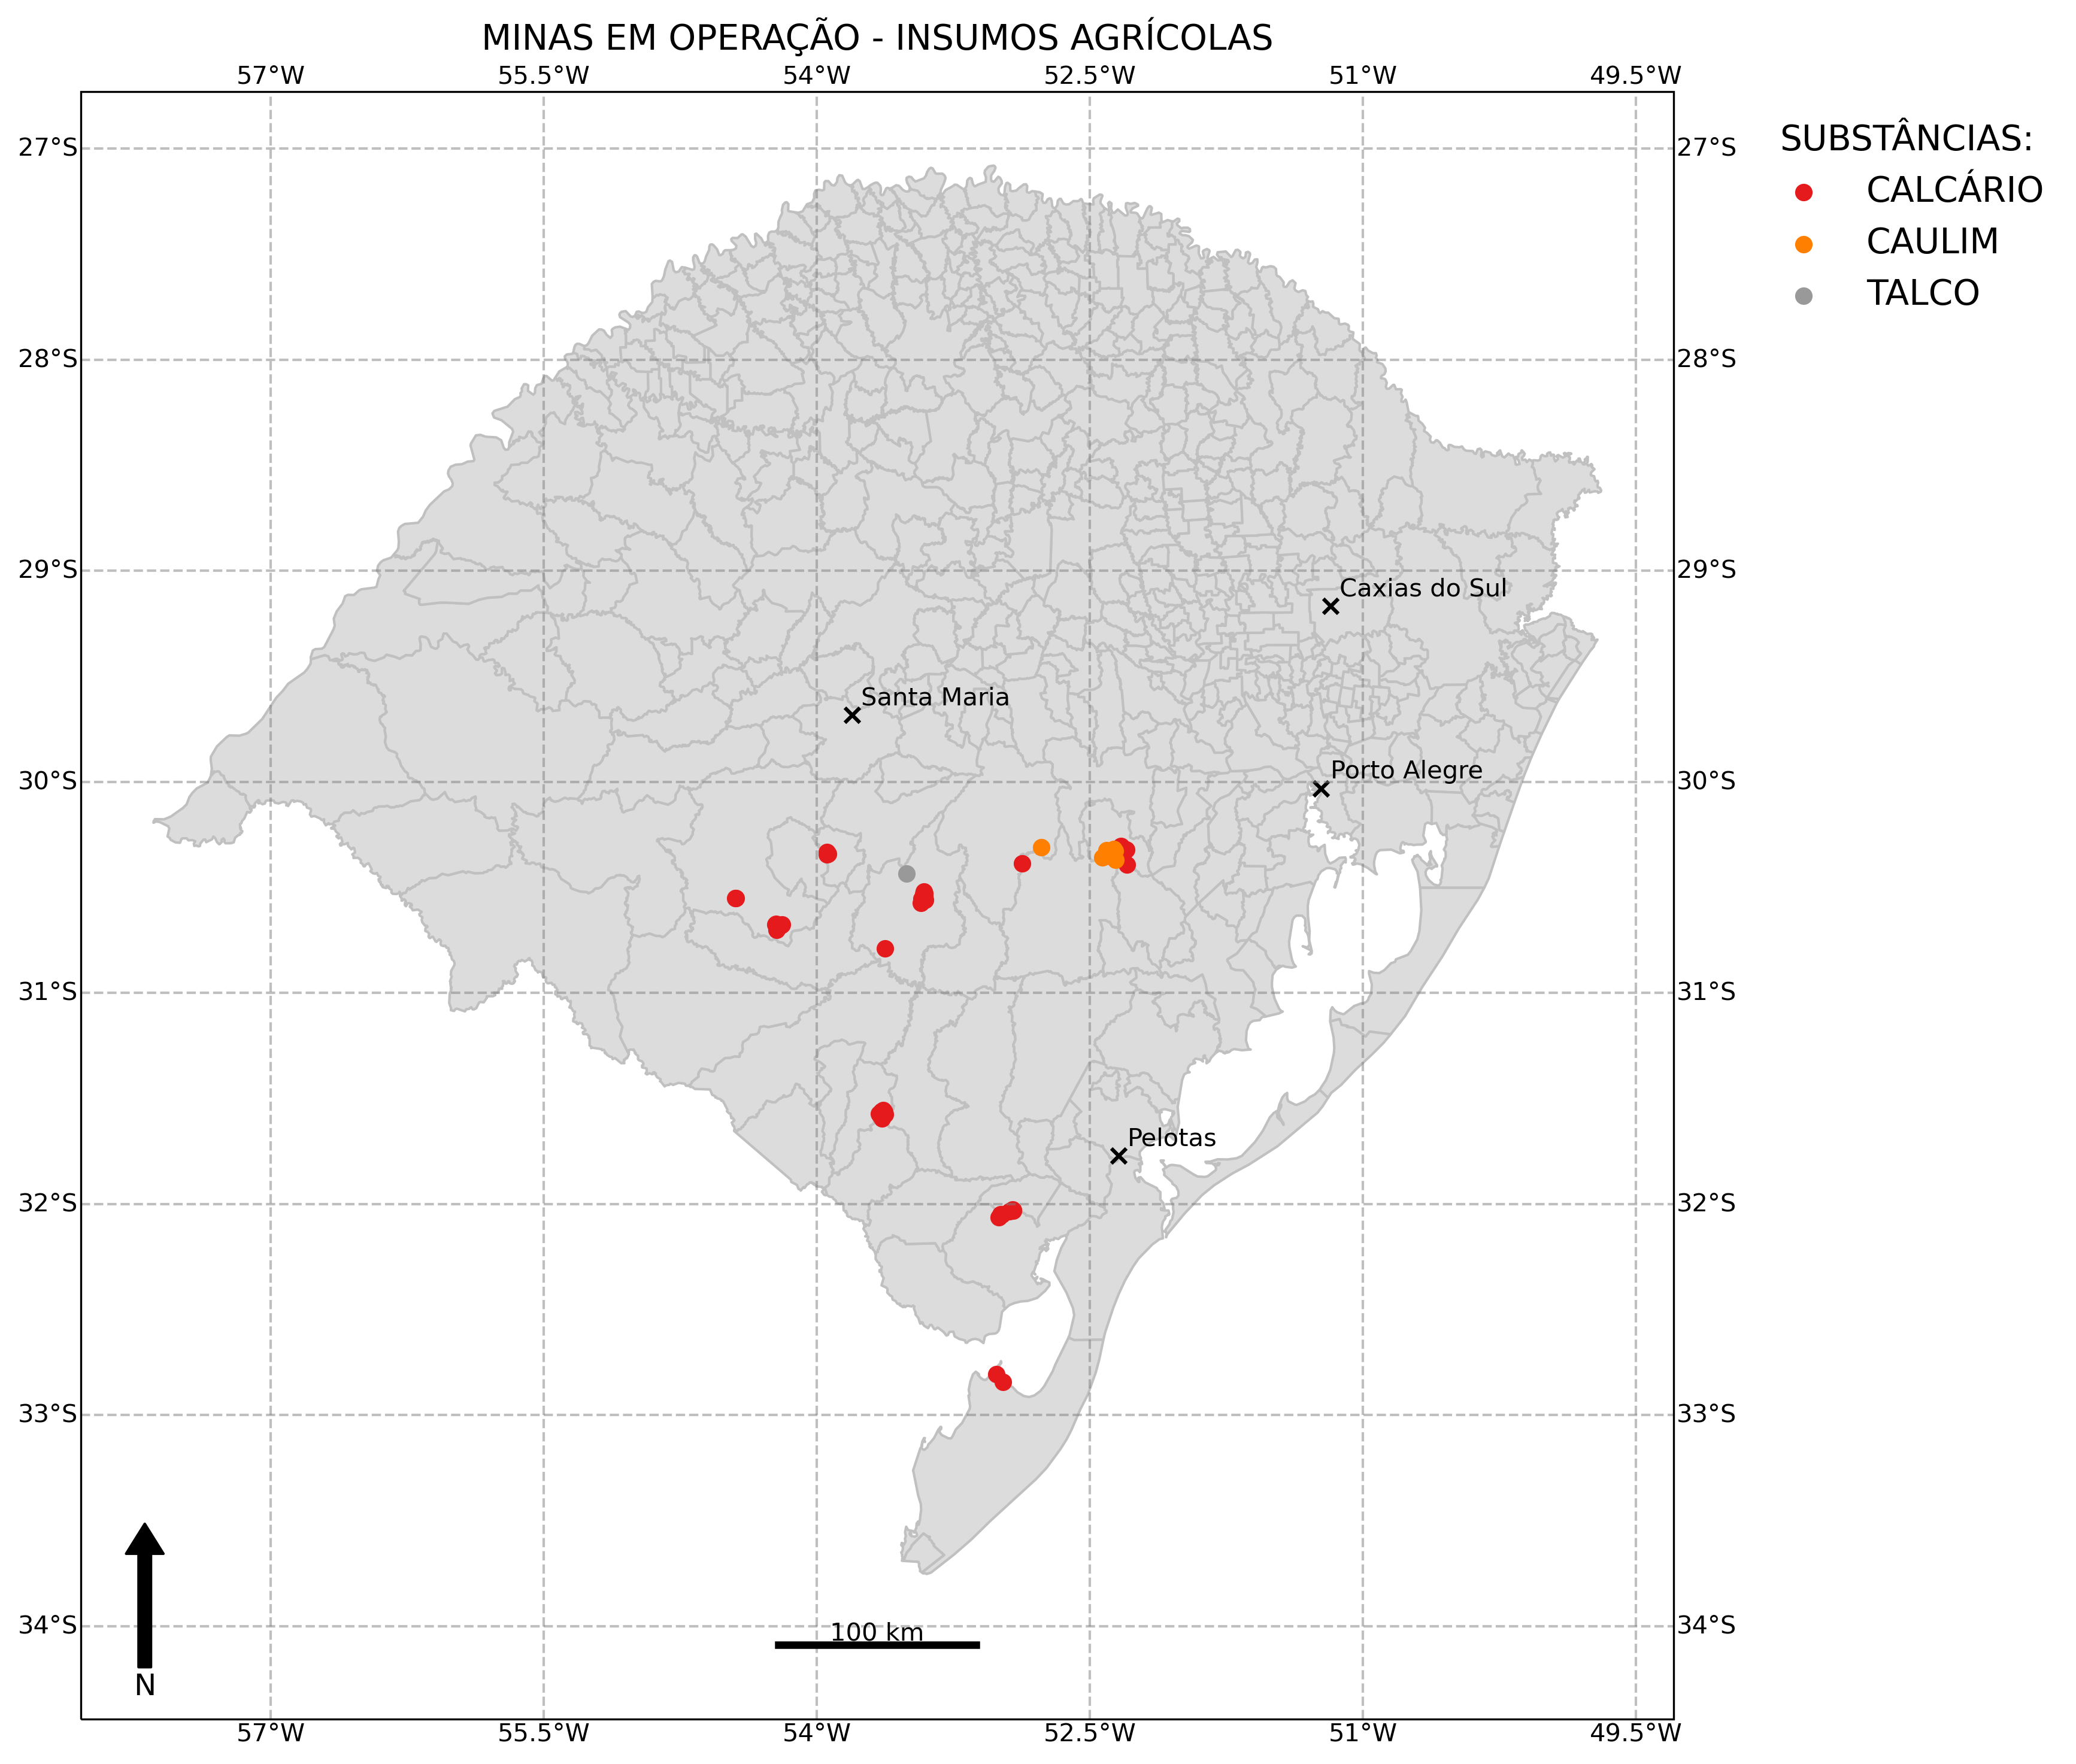 MINAS EM OPERAÇÃO - INSUMOS AGRÍCOLAS
57°W 55.5°W 54°W 52.5°W 51°W 49.5°W
27°S 27°S
SUBSTÂNCIAS:
CALCÁRIO
CAULIM
TALCO
28°S 28°S
29°S 29°S
Caxias do Sul
Santa Maria
Porto Alegre
30°S 30°S
31°S 31°S
Pelotas
32°S 32°S
33°S 33°S
34°S 34°S
100 km
N
57°W 55.5°W 54°W 52.5°W 51°W 49.5°W